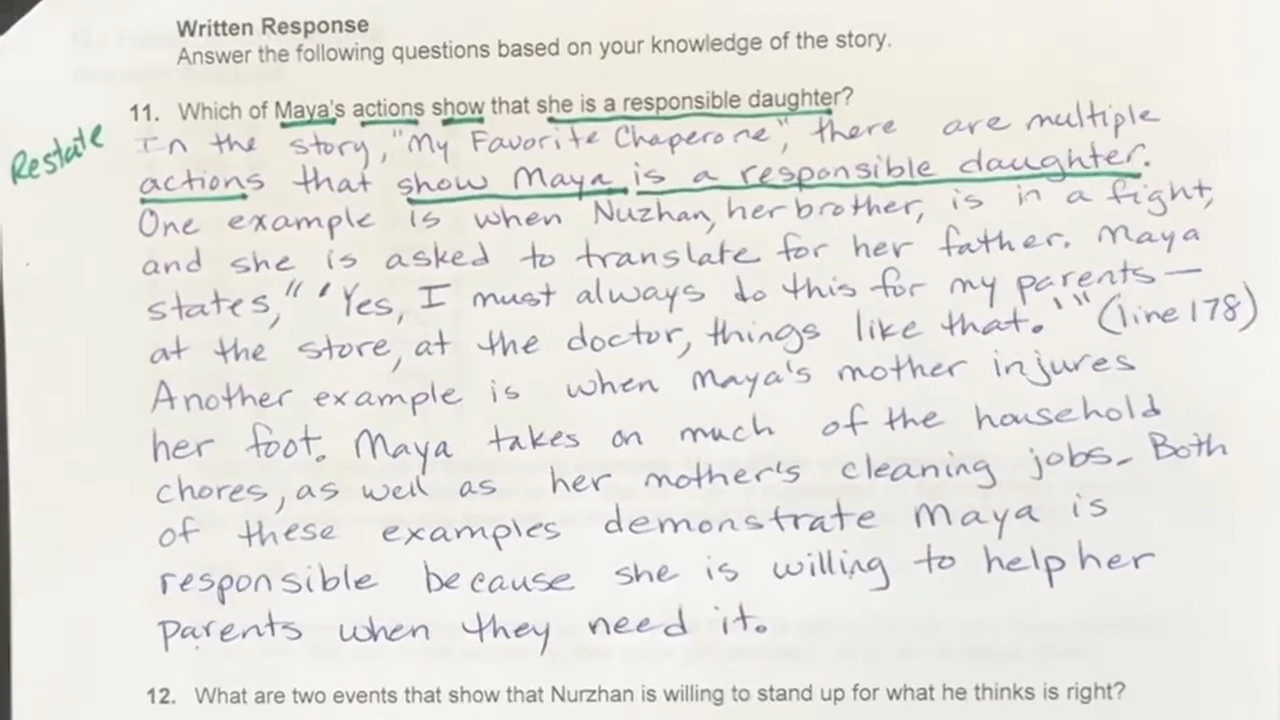 Written Response
Answer the following questions based on your knowledge of the story.
11. Which of Maya's actions show that she is a responsible daughter?
Restate
In the story, "My Favorite Chaperone", there are multiple
actions that show Maya is a responsible daughter.
One example is when Nuzhan, her brother, is in a fight,
and she is asked to translate for her father. Maya
states," 'Yes, I must always do this for my parents—
at the store, at the doctor, things like that.'" (line 178)
Another example is when Maya's mother injures
her foot. Maya takes on much of the household
chores, as well as her mother's cleaning jobs. Both
of these examples demonstrate Maya is
responsible because she is willing to help her
parents when they need it.
12. What are two events that show that Nurzhan is willing to stand up for what he thinks is right?